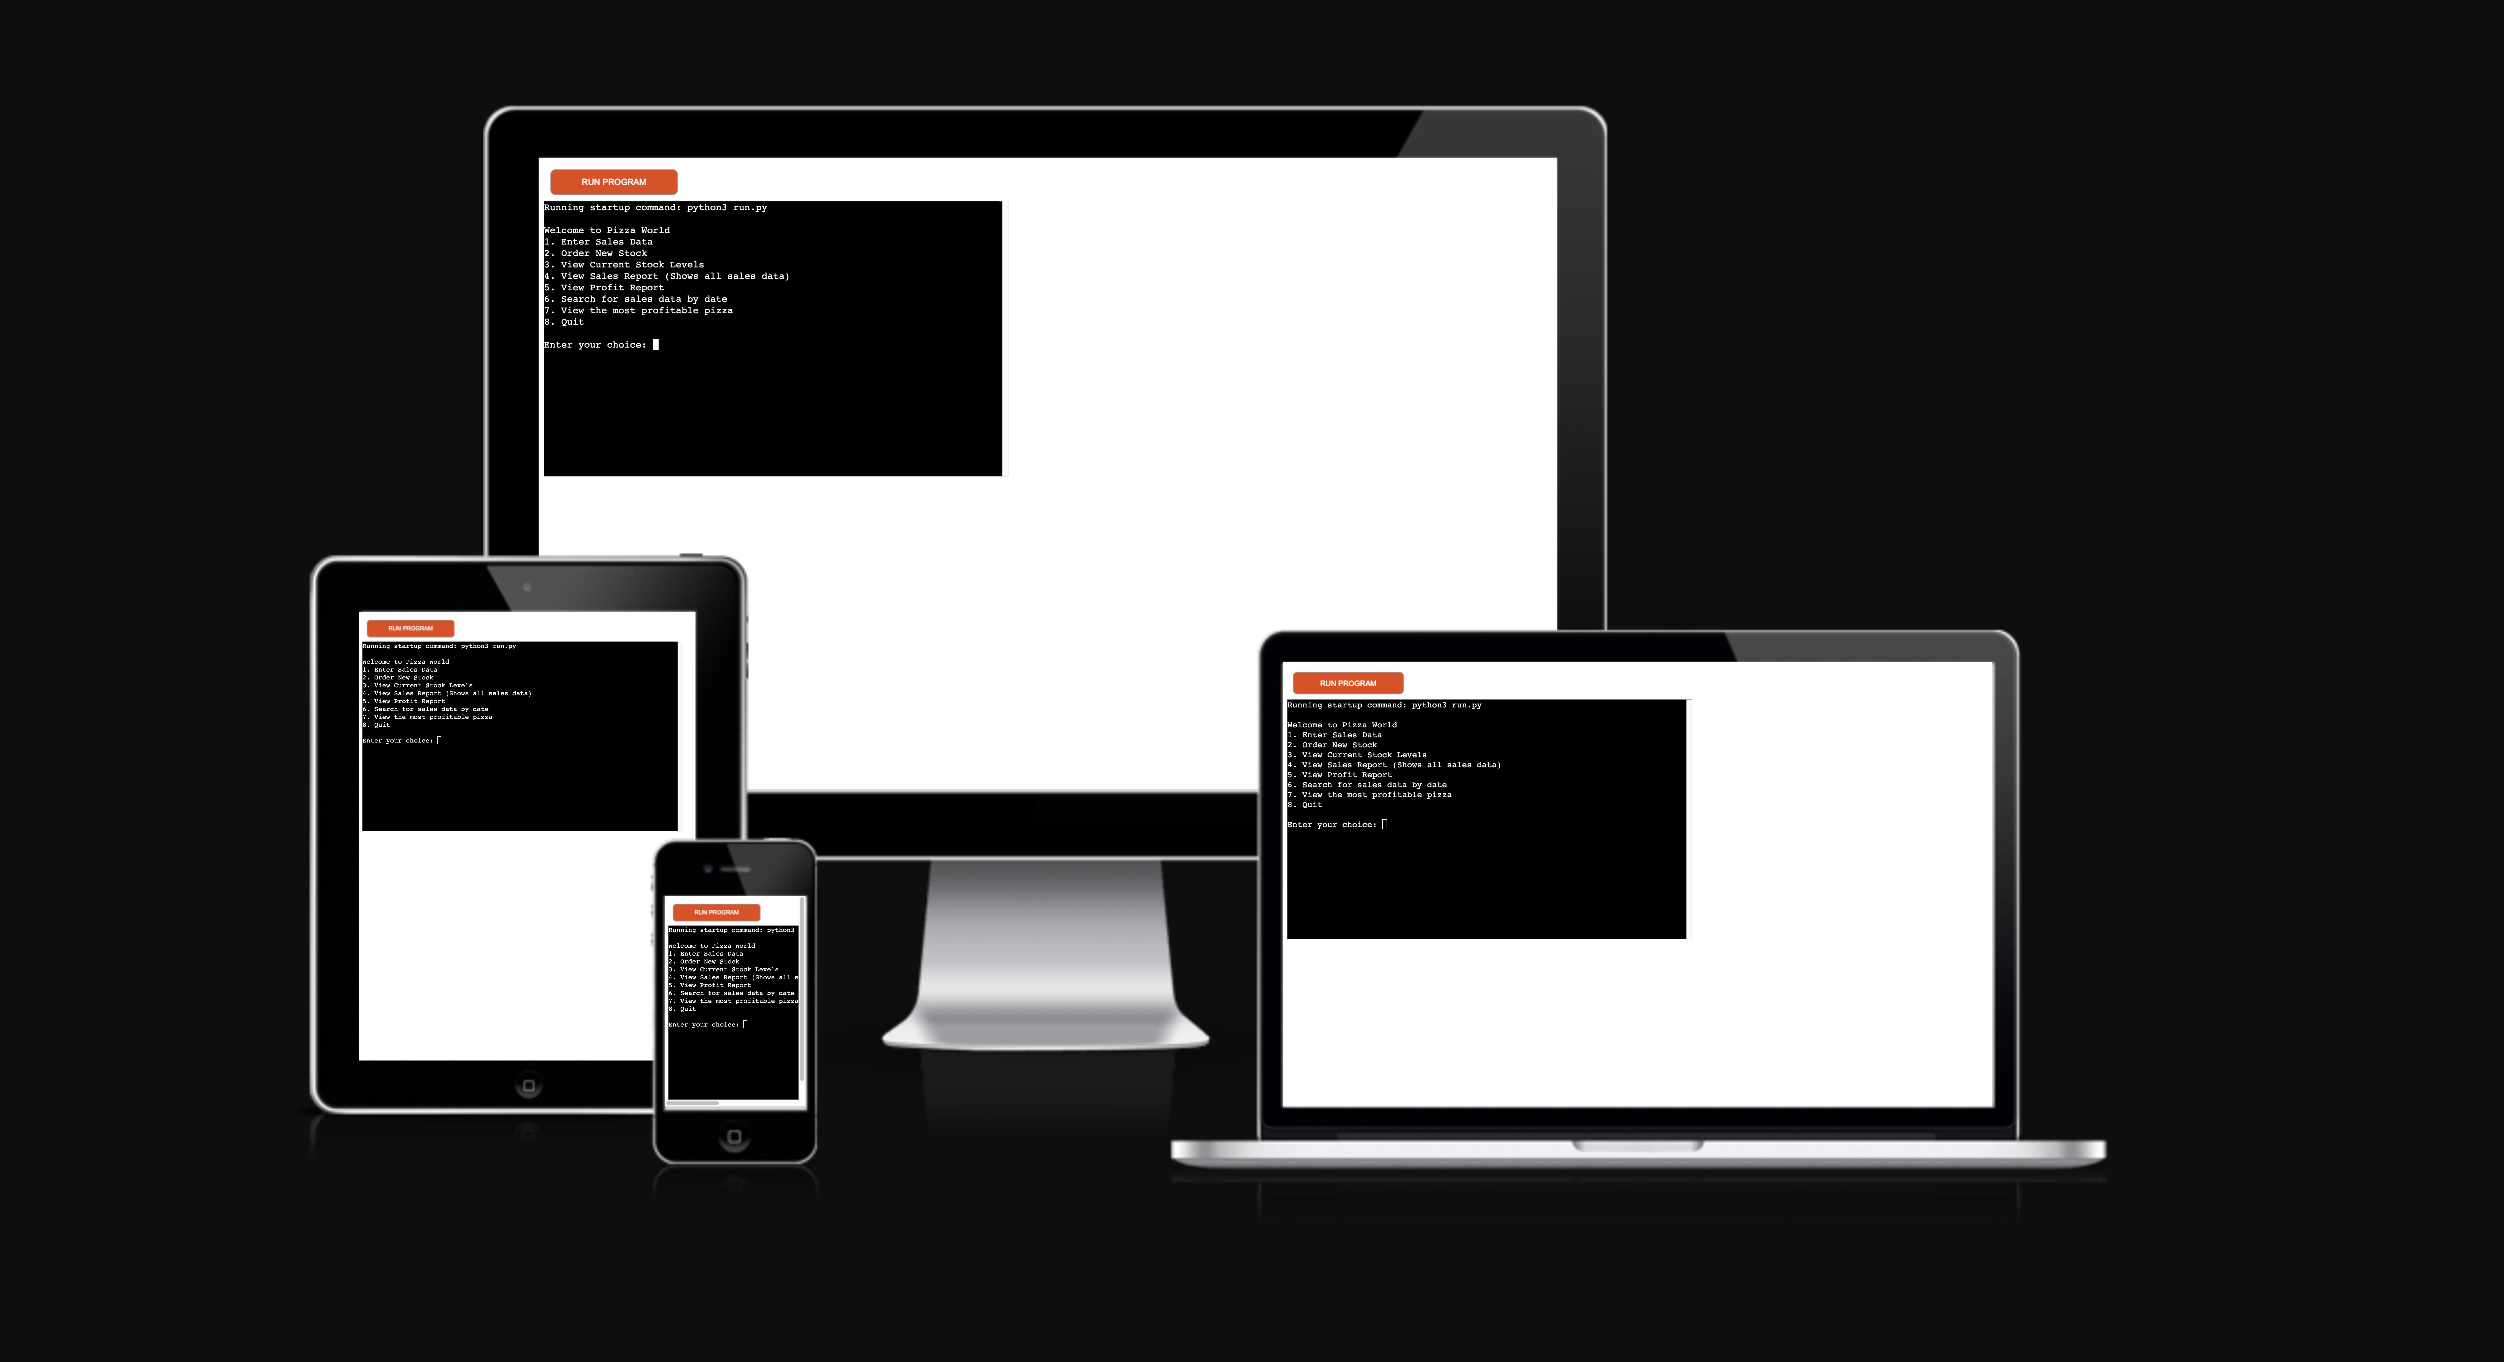 RUN PROGRAM
Running startup command: python3 run.py
Welcome to Pizza World
1. Enter Sales Data
2. Order New Stock
3. View Current Stock Levels
4. View Sales Report (Shows all sales data)
5. View Profit Report
6. Search for sales data by date
7. View the most profitable pizza
8. Quit
Enter your choice:
RUN PROGRAM
Running startup command: python3 run.py
Welcome to Pizza World
1. Enter Sales Data
2. Order New Stock
3. View Current Stock Levels
4. View Sales Report (Shows all sales data)
5. View Profit Report
6. Search for sales data by date
7. View the most profitable pizza
8. Quit
Enter your choice:
RUN PROGRAM
Running startup command: python3
Welcome to Pizza World
1. Enter Sales Data
2. Order New Stock
3. View Current Stock Levels
4. View Sales Report (Shows all s
5. View Profit Report
6. Search for sales data by date
7. View the most profitable pizza
8. Quit
Enter your choice:
RUN PROGRAM
Running startup command: python3 run.py
Welcome to Pizza World
1. Enter Sales Data
2. Order New Stock
3. View Current Stock Levels
4. View Sales Report (Shows all sales data)
5. View Profit Report
6. Search for sales data by date
7. View the most profitable pizza
8. Quit
Enter your choice: